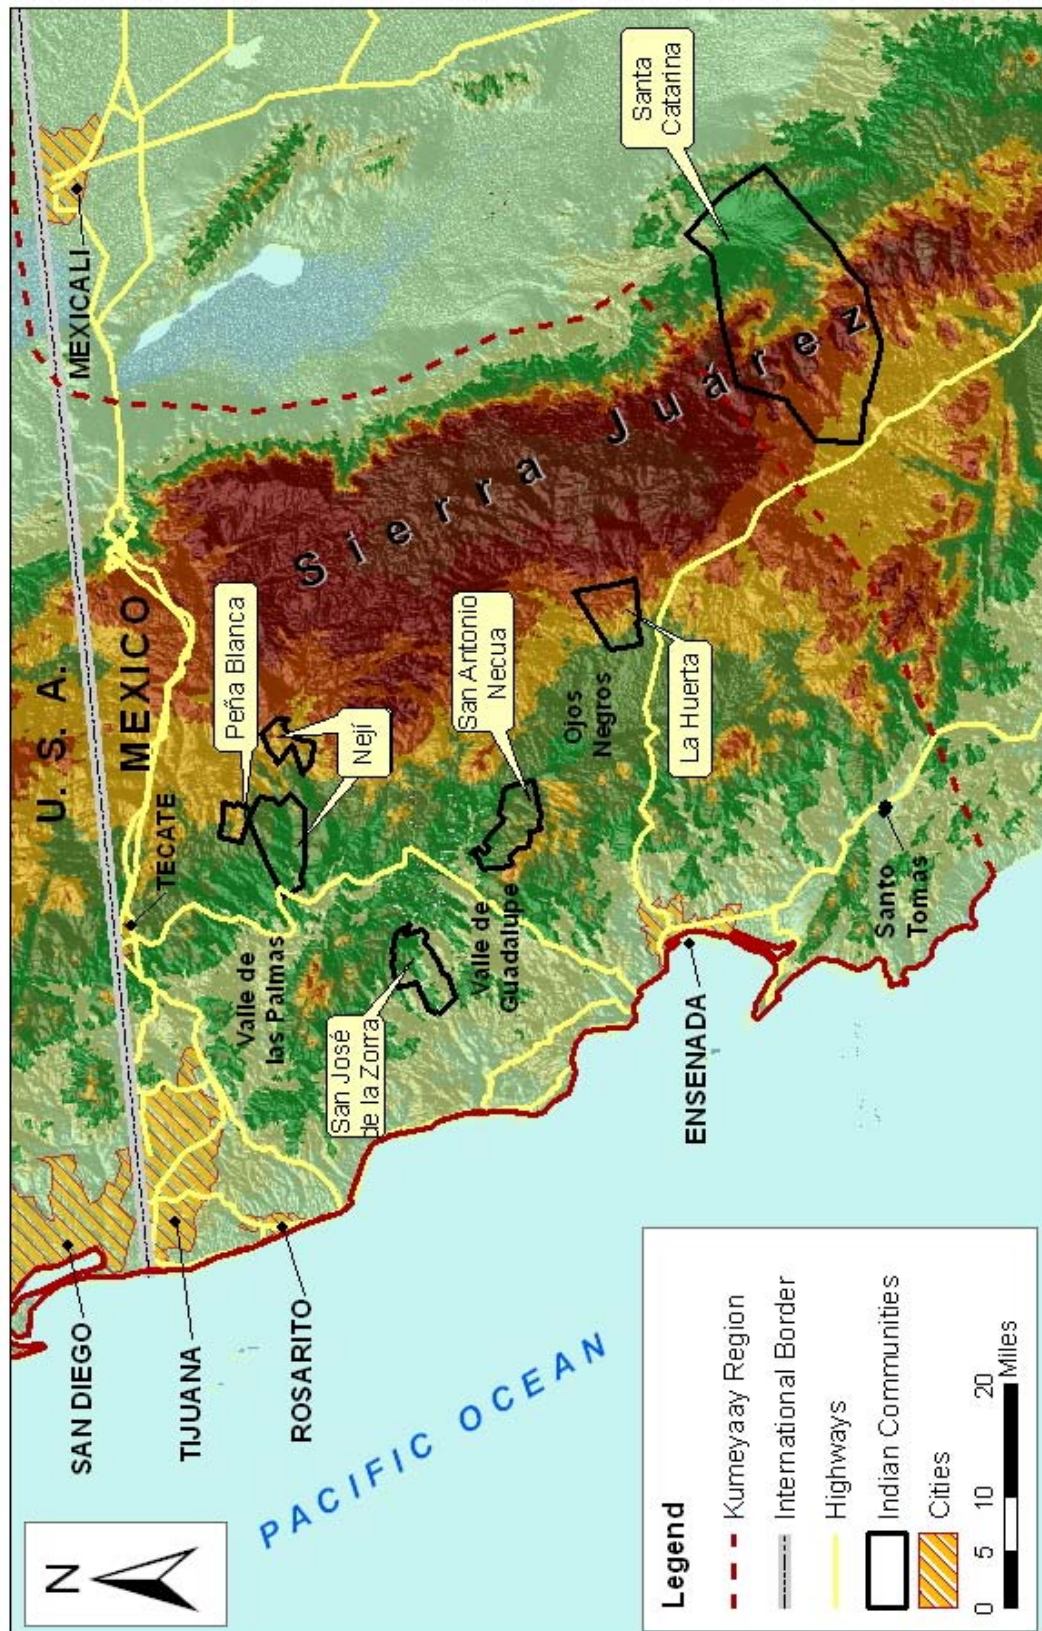 U. S. A.
MEXICO
SAN DIEGO
TIJUANA
ROSARITO
TECATE
MEXICALI
Peña Blanca
Nejí
Valle de
las Palmas
San José
de la Zorra
Valle de
Guadalupe
San Antonio
Necua
Ojos
Negros
La Huerta
Sierra Juárez
Santa
Catarina
ENSENADA
Santo
Tomas
PACIFIC OCEAN
N
Legend
Kumeyaay Region
International Border
Highways
Indian Communities
Cities
0 5 10 20
Miles